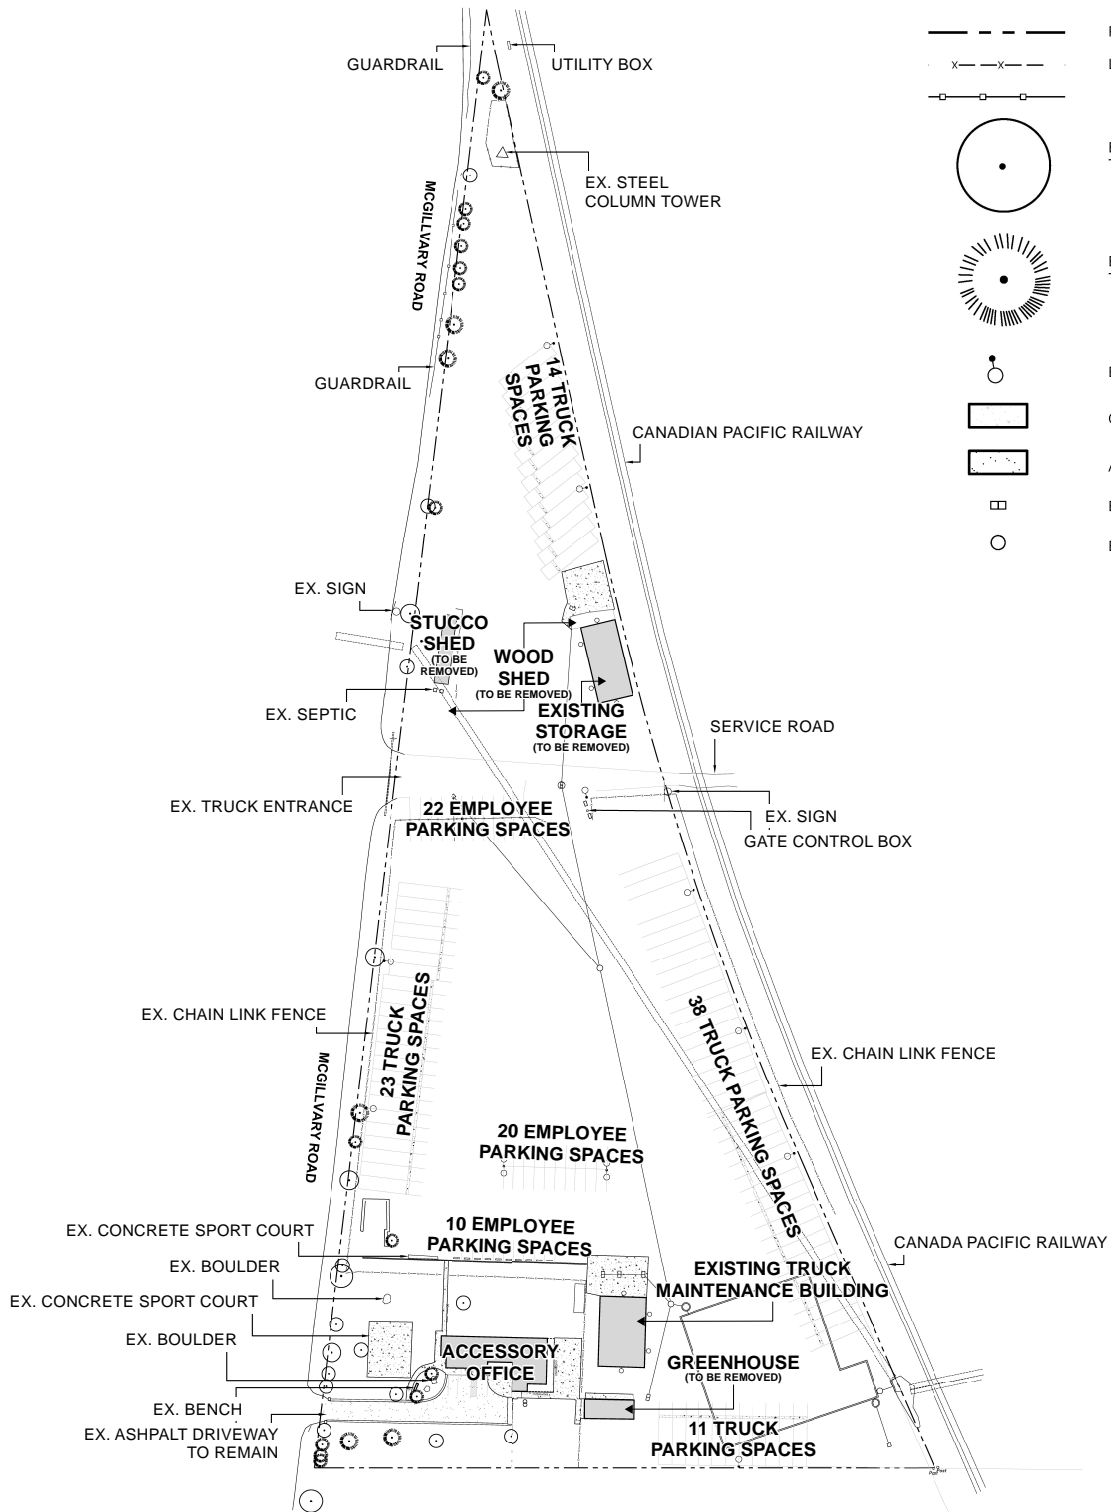 GUARDRAIL
UTILITY BOX
EX. STEEL
COLUMN TOWER
MCGILLVARY ROAD
GUARDRAIL
14 TRUCK
PARKING
SPACES
CANADIAN PACIFIC RAILWAY
EX. SIGN
STUCCO
SHED
(TO BE
REMOVED)
WOOD
SHED
(TO BE REMOVED)
EX. SEPTIC
EXISTING
STORAGE
(TO BE REMOVED)
SERVICE ROAD
EX. TRUCK ENTRANCE
22 EMPLOYEE
PARKING SPACES
EX. SIGN
GATE CONTROL BOX
EX. CHAIN LINK FENCE
23 TRUCK
PARKING SPACES
38 TRUCK PARKING SPACES
EX. CHAIN LINK FENCE
MCGILLVARY ROAD
20 EMPLOYEE
PARKING SPACES
EX. CONCRETE SPORT COURT
10 EMPLOYEE
PARKING SPACES
CANADA PACIFIC RAILWAY
EX. BOULDER
EXISTING TRUCK
MAINTENANCE BUILDING
EX. CONCRETE SPORT COURT
EX. BOULDER
ACCESSORY
OFFICE
GREENHOUSE
(TO BE REMOVED)
EX. BENCH
EX. ASHPALT DRIVEWAY
TO REMAIN
11 TRUCK
PARKING SPACES